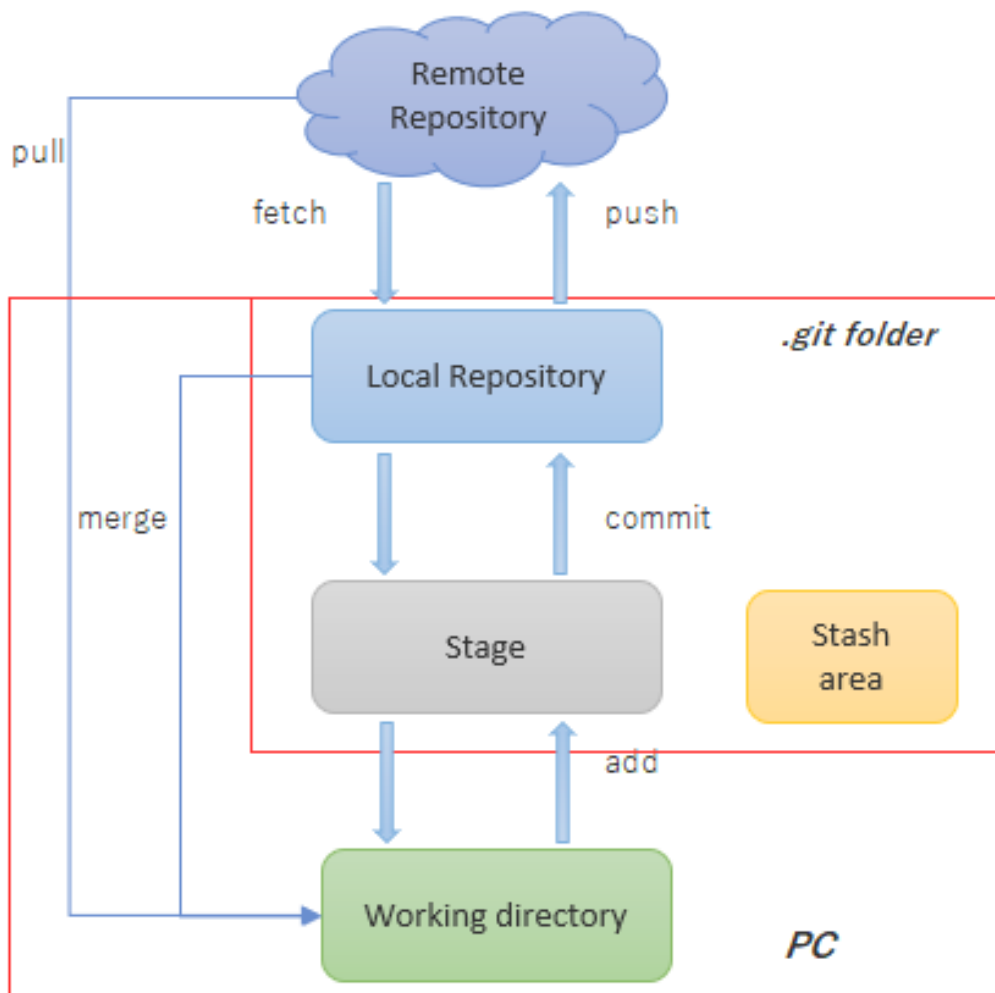 Remote
Repository
pull
fetch
push
.git folder
Local Repository
merge
commit
Stage
Stash
area
add
Working directory
PC